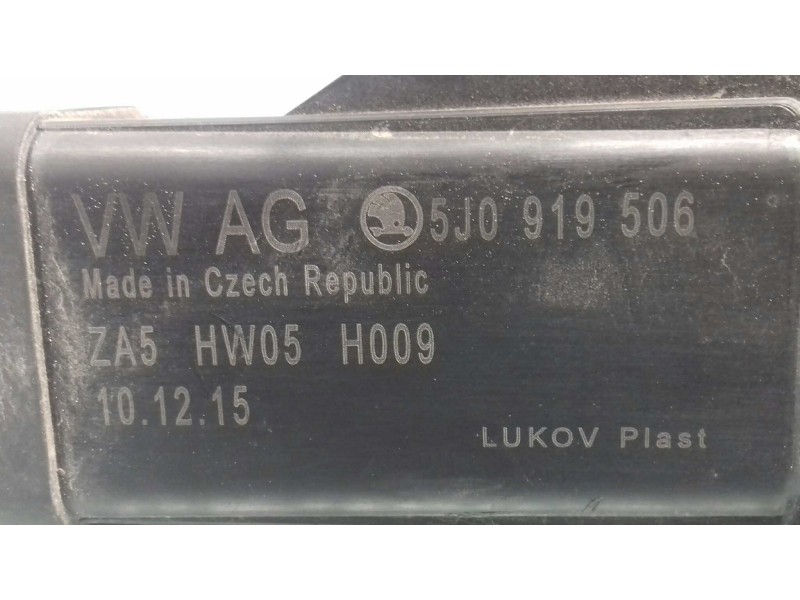 VW AG 5J0 919 506
Made in Czech Republic
ZA5 HW05 H009
10.12.15
LUKOV Plast